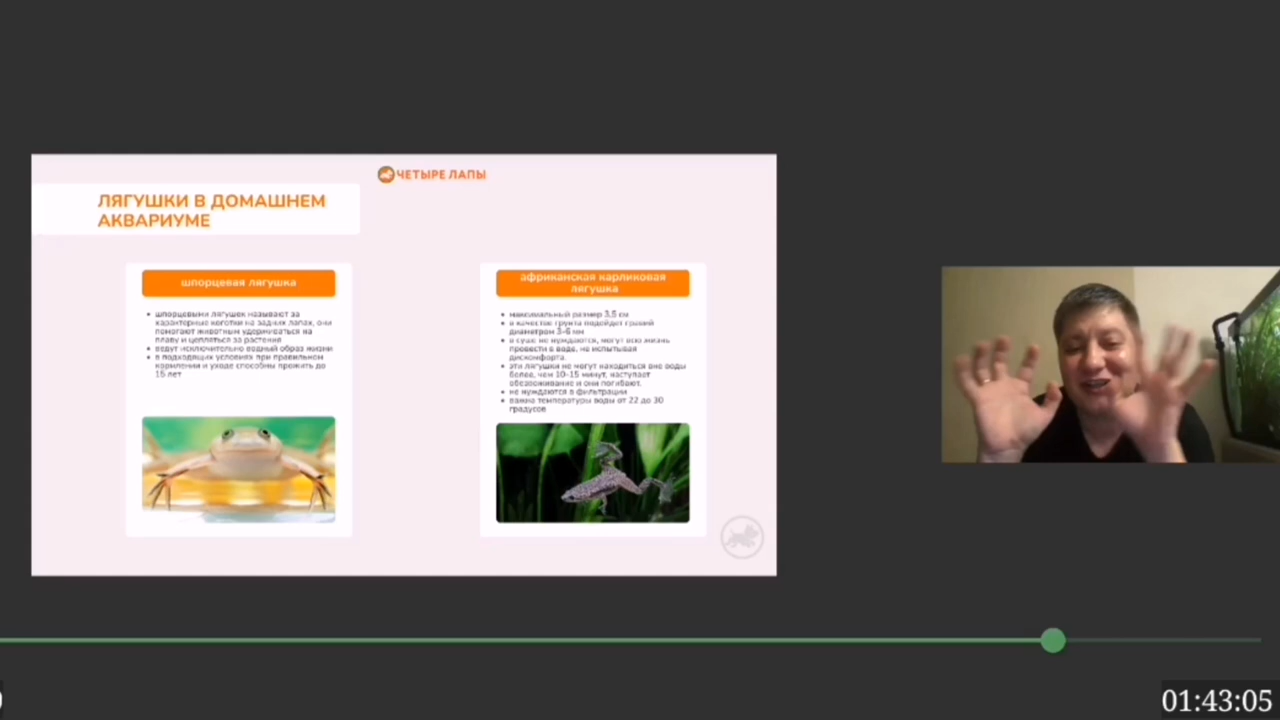 ЧЕТЫРЕ ЛАПЫ
ЛЯГУШКИ В ДОМАШНЕМ
АКВАРИУМЕ
шпорцевая лягушка
шпорцевыми лягушек называют за
характерные коготки на задних лапах, они
помогают животным удерживаться на
плаву и цепляться за растения
ведут исключительно водный образ жизни
в подходящих условиях при правильном
кормлении и уходе способны прожить до
15 лет
африканская карликовая
лягушка
максимальный размер 3,5 см
в качестве грунта подойдет гравий
диаметром 3-6 мм
в суше не нуждаются, могут всю жизнь
провести в воде, не испытывая
дискомфорта.
эти лягушки не могут находиться вне воды
более, чем 10-15 минут, наступает
обезвоживание и они погибают.
не нуждаются в фильтрации
важна температуры воды от 22 до 30
градусов
01:43:05